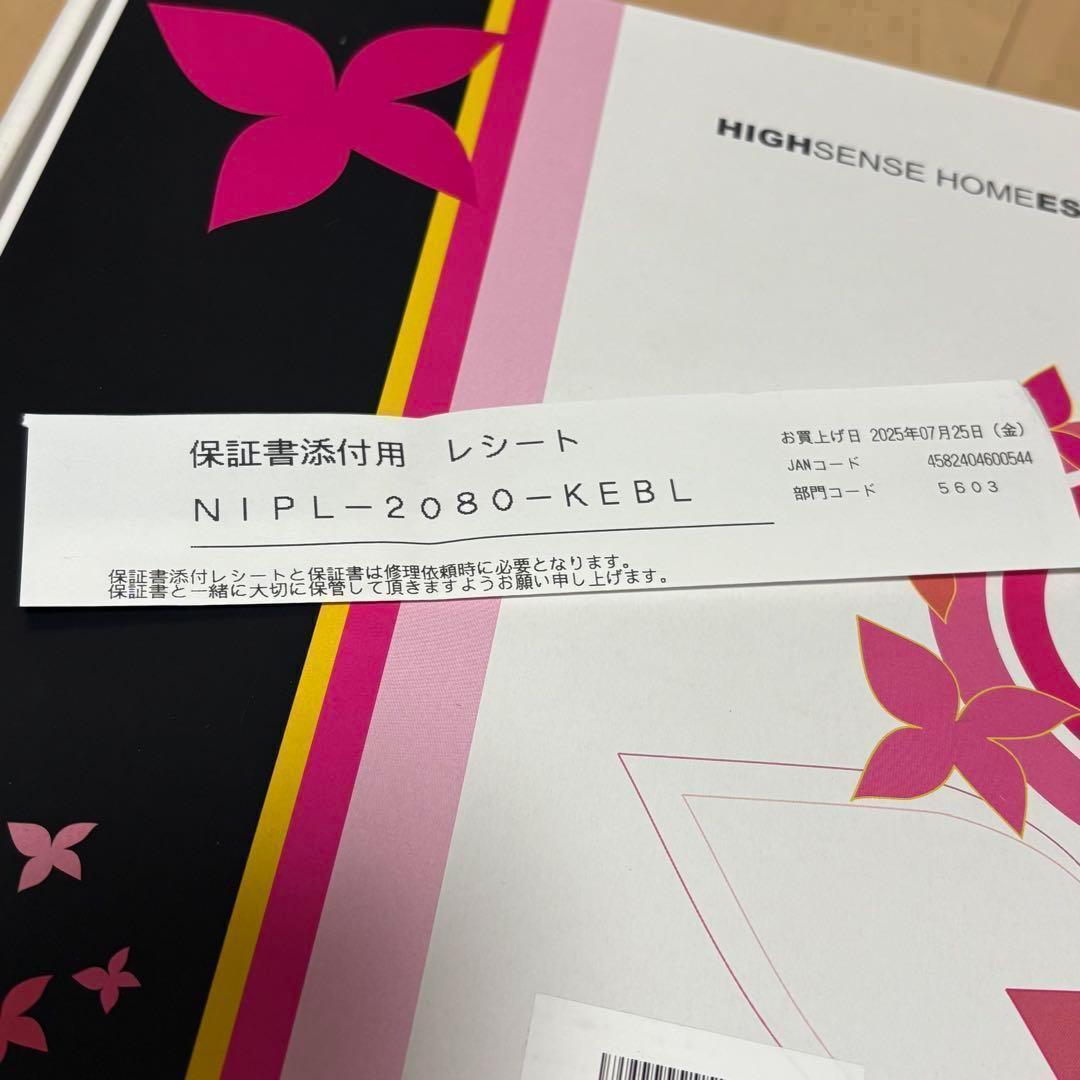 HIGHSENSE HOMEES
保証書添付用　レシート
NIPL-2080-KEBL
お買上げ日 2025年07月25日（金）
JANコード 4582404600544
部門コード 5603
保証書添付レシートと保証書は修理依頼時に必要となります。
保証書と一緒に大切に保管して頂きますようお願い申し上げます。